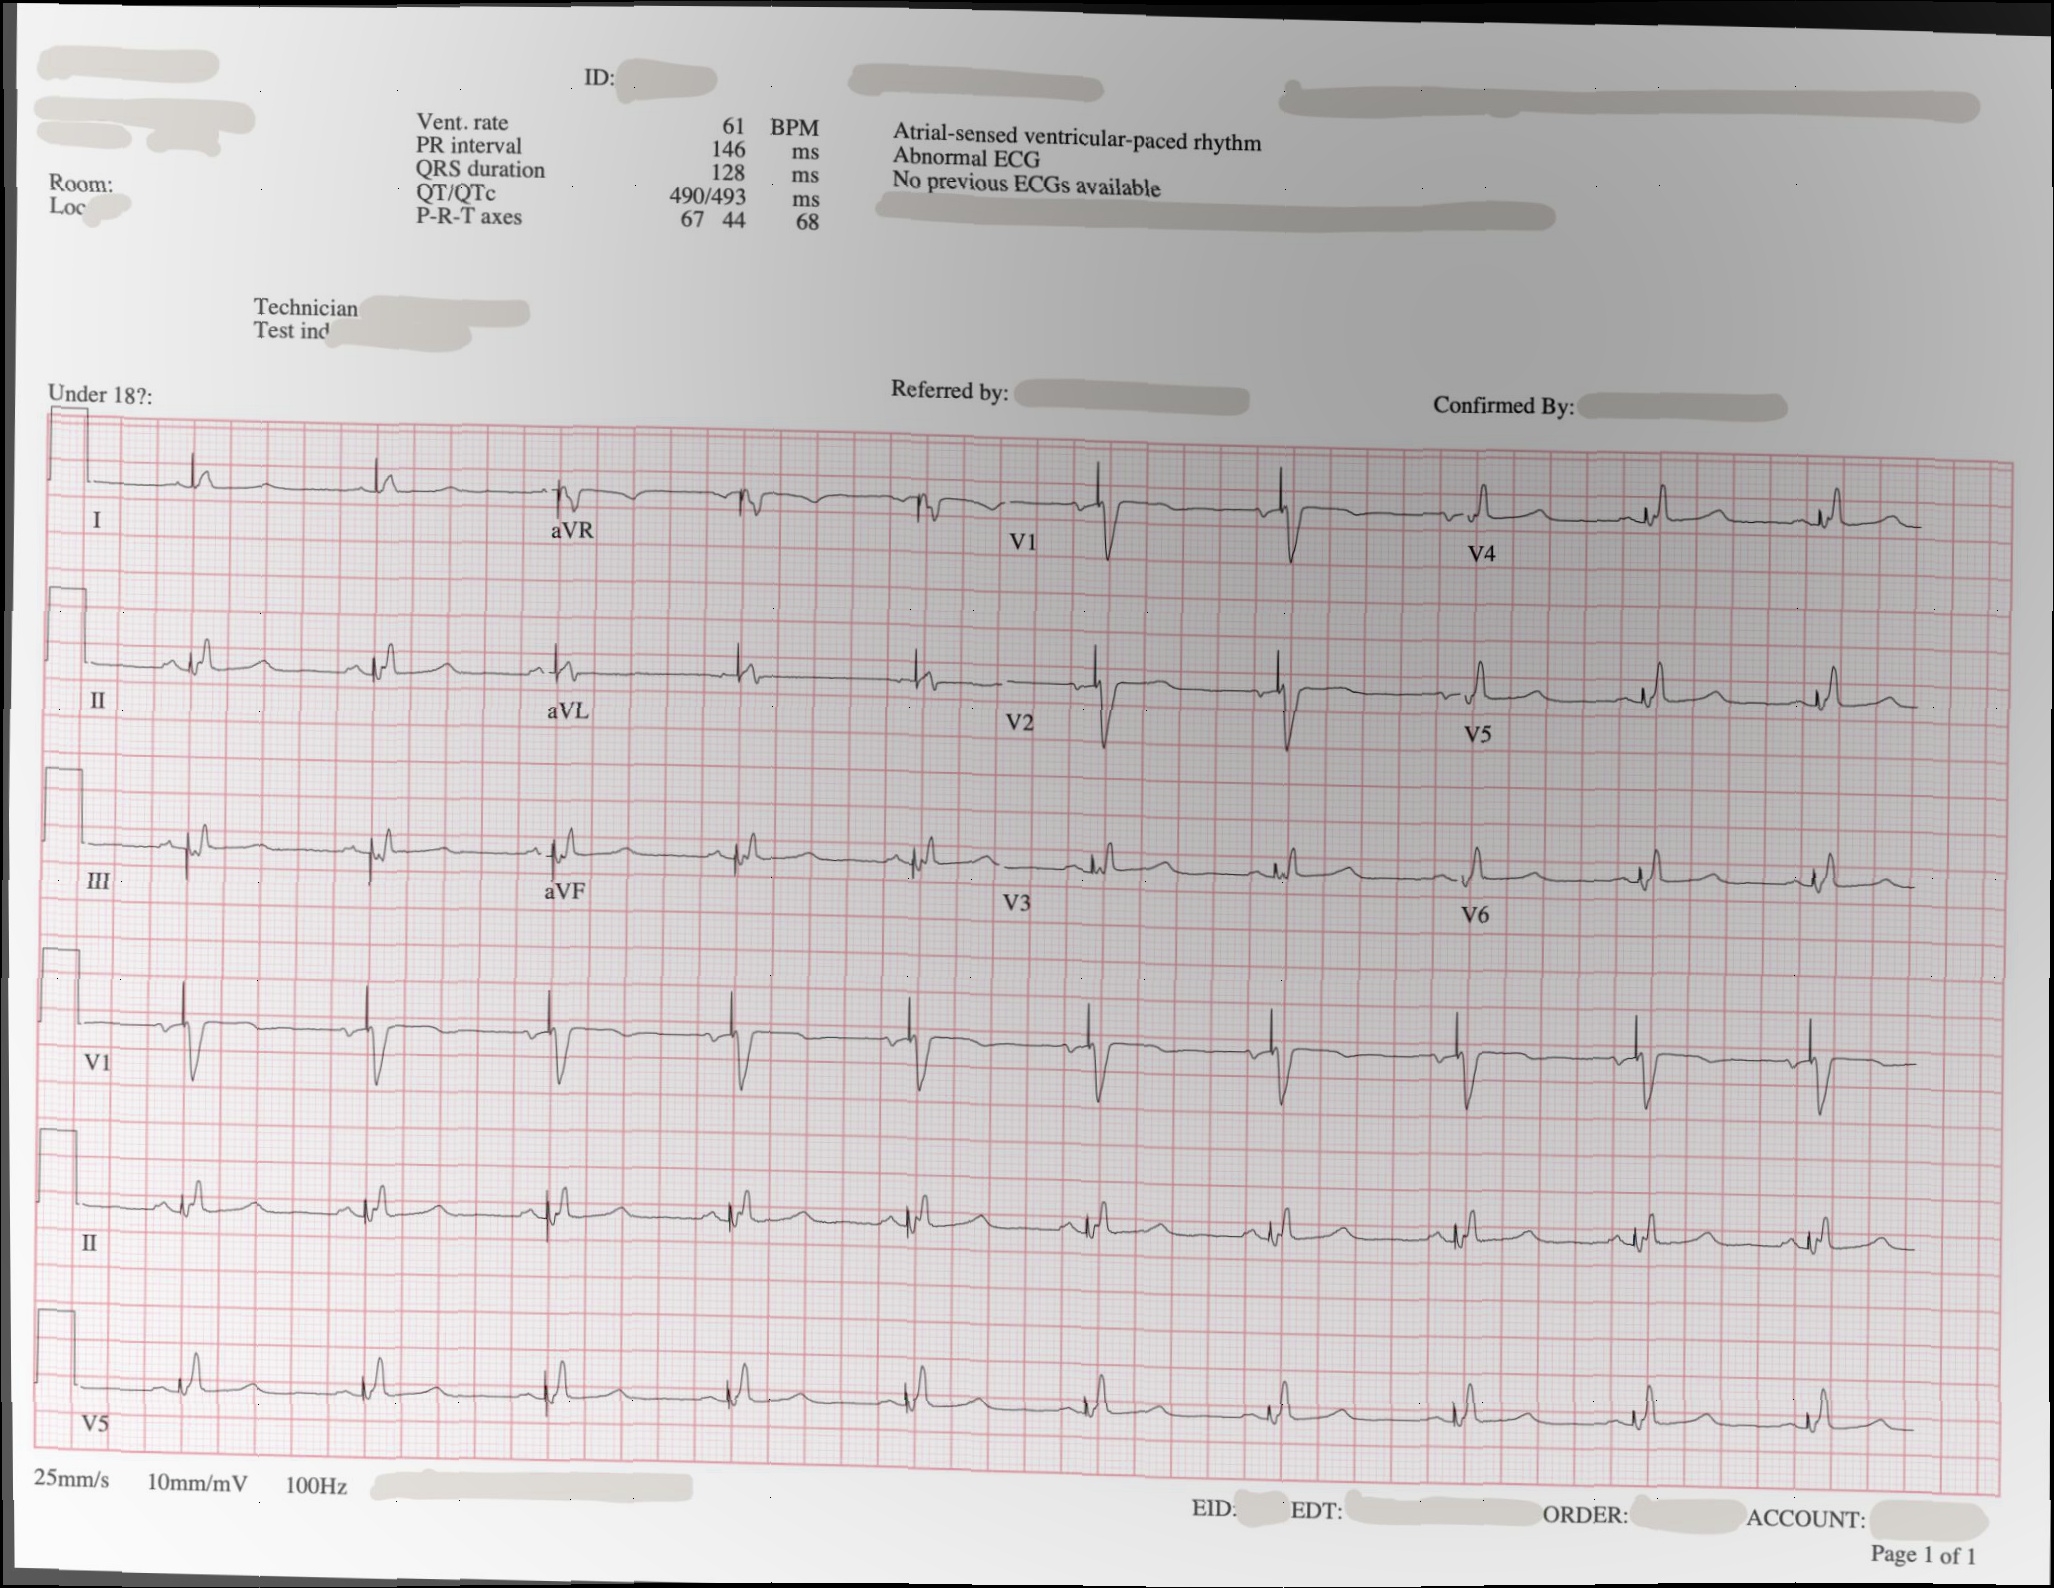 ID:
Vent. rate 61 BPM
PR interval 146 ms
QRS duration 128 ms
QT/QTc 490/493 ms
P-R-T axes 67 44 68
Atrial-sensed ventricular-paced rhythm
Abnormal ECG
No previous ECGs available
Room:
Loc
Technician
Test ind
Under 18?:
Referred by:
Confirmed By:
I
aVR
V1
V4
II
aVL
V2
V5
III
aVF
V3
V6
V1
II
V5
25mm/s 10mm/mV 100Hz
EID: EDT: ORDER: ACCOUNT:
Page 1 of 1